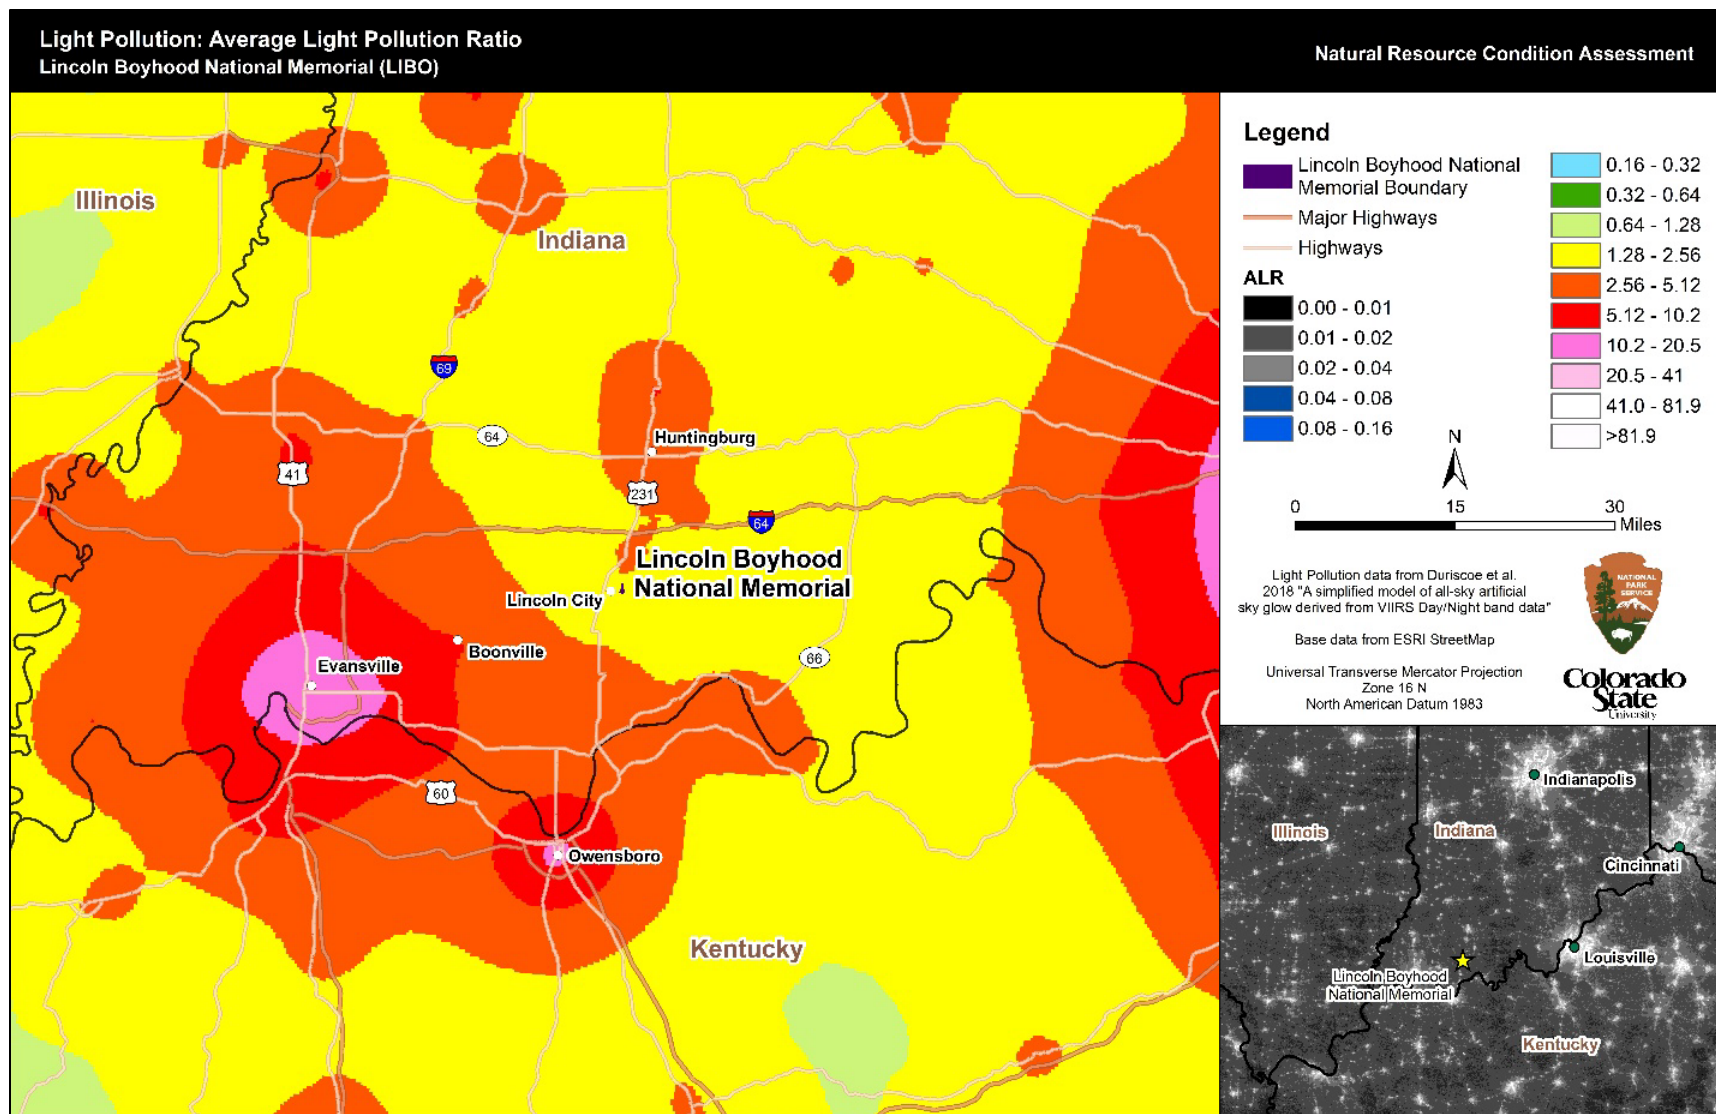 Light Pollution: Average Light Pollution Ratio
Lincoln Boyhood National Memorial (LIBO)
Natural Resource Condition Assessment
Illinois
Indiana
69
64
Huntingburg
41
231
64
Lincoln Boyhood
National Memorial
Lincoln City
Boonville
66
Evansville
60
Owensboro
Kentucky
Legend
Lincoln Boyhood National
Memorial Boundary
Major Highways
Highways
ALR
0.00 - 0.01
0.01 - 0.02
0.02 - 0.04
0.04 - 0.08
0.08 - 0.16
0.16 - 0.32
0.32 - 0.64
0.64 - 1.28
1.28 - 2.56
2.56 - 5.12
5.12 - 10.2
10.2 - 20.5
20.5 - 41
41.0 - 81.9
>81.9
N
0 15 30
Miles
Light Pollution data from Duriscoe et al.
2018 "A simplified model of all-sky artificial
sky glow derived from VIIRS Day/Night band data"
Base data from ESRI StreetMap
Universal Transverse Mercator Projection
Zone 16 N
North American Datum 1983
NATIONAL
PARK
SERVICE
Colorado
State
University
Indianapolis
Illinois
Indiana
Cincinnati
Louisville
Lincoln Boyhood
National Memorial
Kentucky